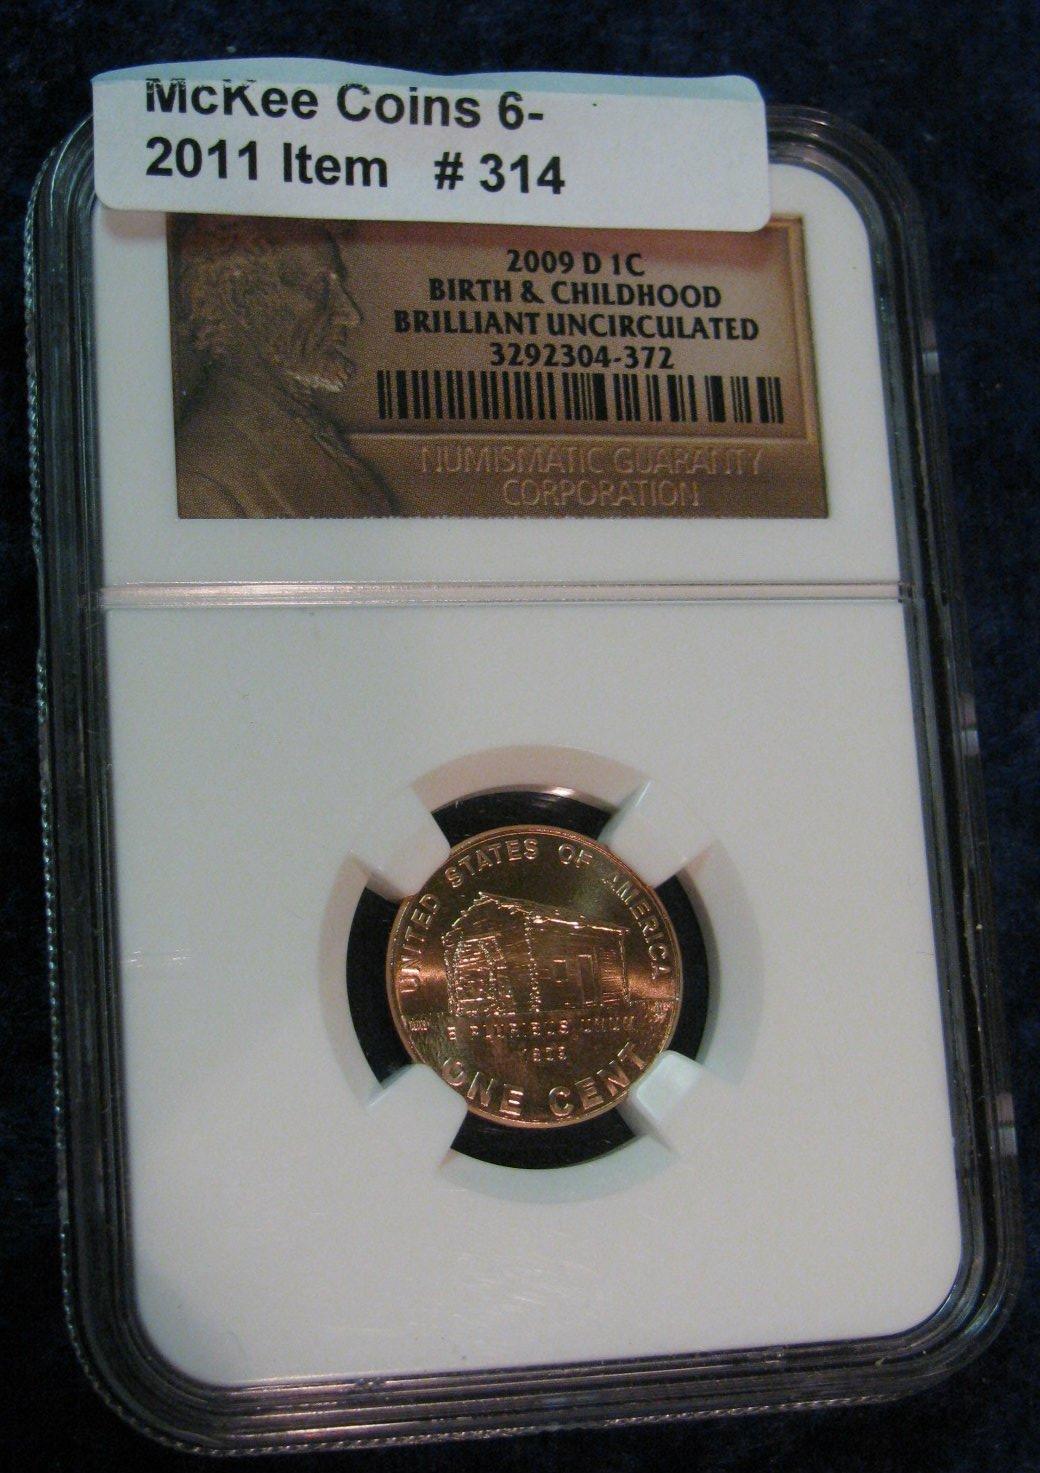 McKee Coins 6-
2011 Item # 314
2009 D 1C
BIRTH & CHILDHOOD
BRILLIANT UNCIRCULATED
3292304-372
NUMISMATIC GUARANTY
CORPORATION
UNITED STATES OF AMERICA
E PLURIBUS UNUM
1809
ONE CENT